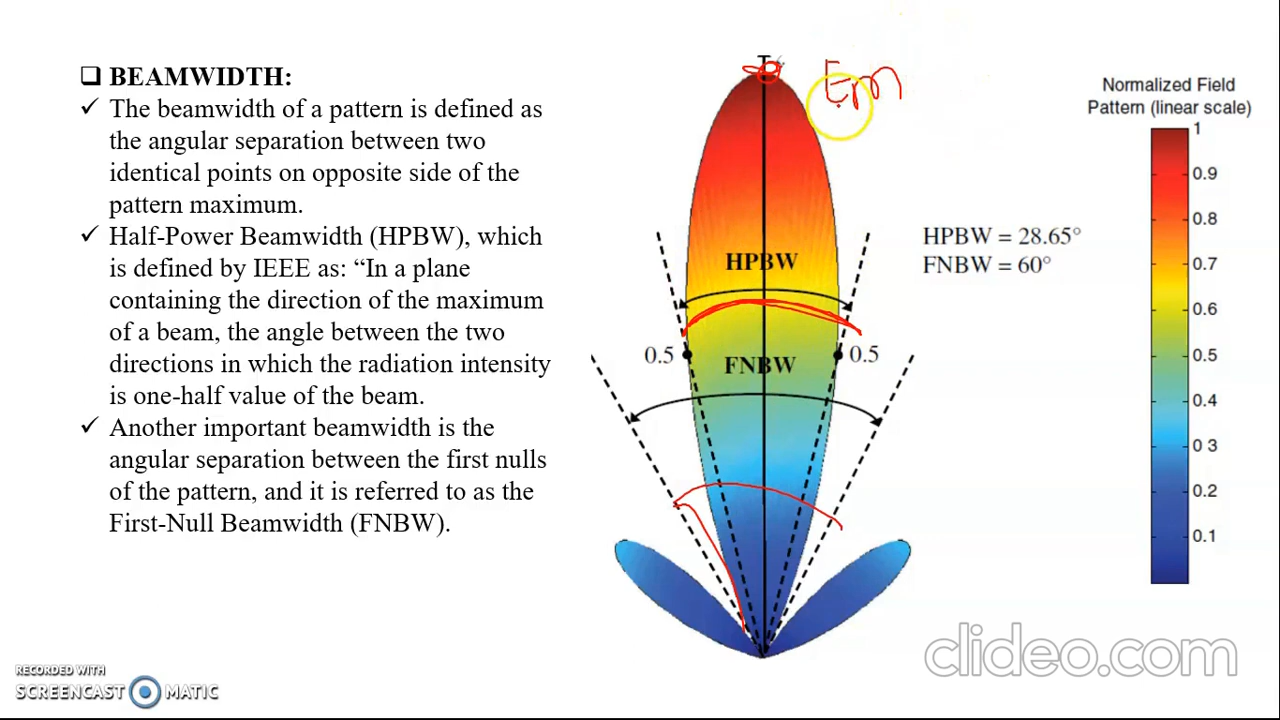 ❑ BEAMWIDTH:
✓ The beamwidth of a pattern is defined as
the angular separation between two
identical points on opposite side of the
pattern maximum.
✓ Half-Power Beamwidth (HPBW), which
is defined by IEEE as: “In a plane
containing the direction of the maximum
of a beam, the angle between the two
directions in which the radiation intensity
is one-half value of the beam.
✓ Another important beamwidth is the
angular separation between the first nulls
of the pattern, and it is referred to as the
First-Null Beamwidth (FNBW).
Em
HPBW
0.5
0.5
FNBW
HPBW = 28.65°
FNBW = 60°
Normalized Field
Pattern (linear scale)
1
0.9
0.8
0.7
0.6
0.5
0.4
0.3
0.2
0.1
RECORDED WITH
SCREENCAST MATIC
clideo.com